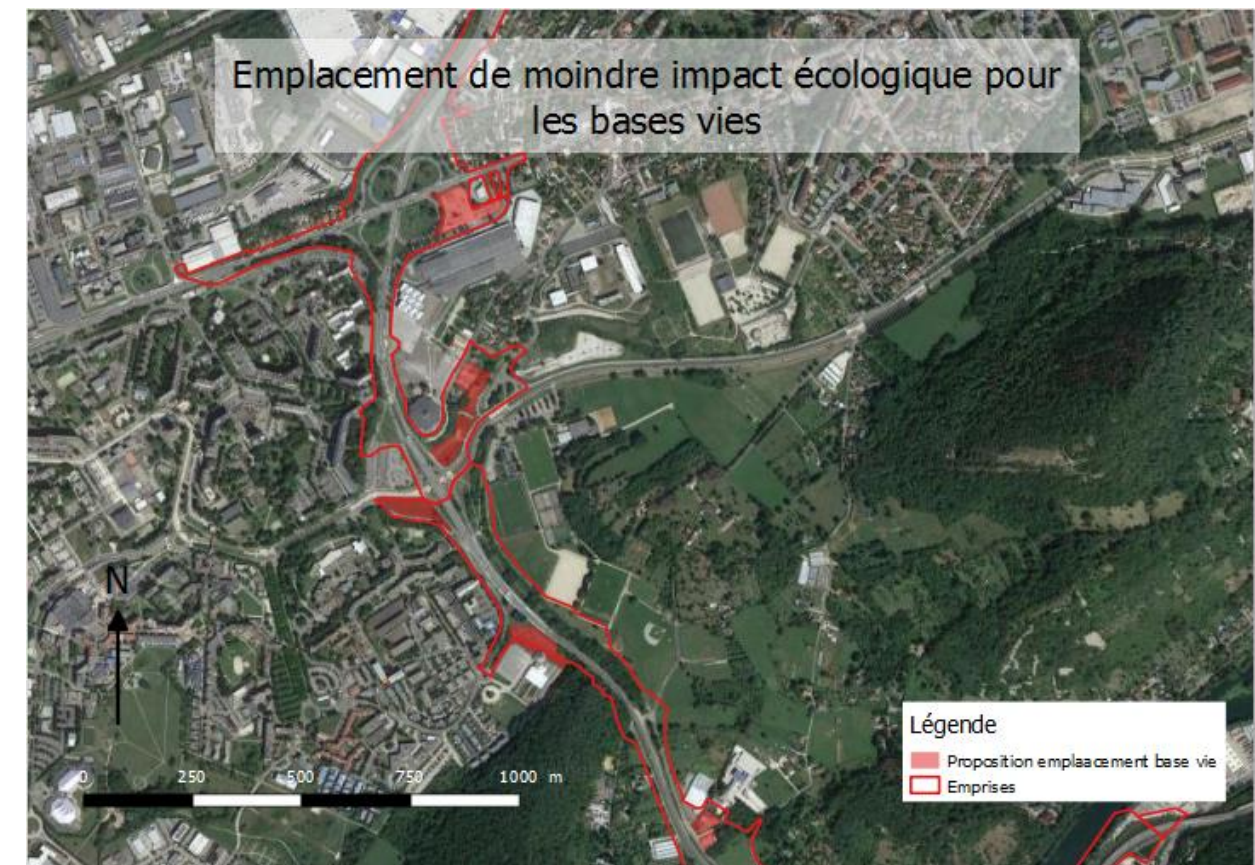 Emplacement de moindre impact écologique pour
les bases vies
N
0 250 500 750 1000 m
Légende
Proposition emplaacement base vie
Emprises